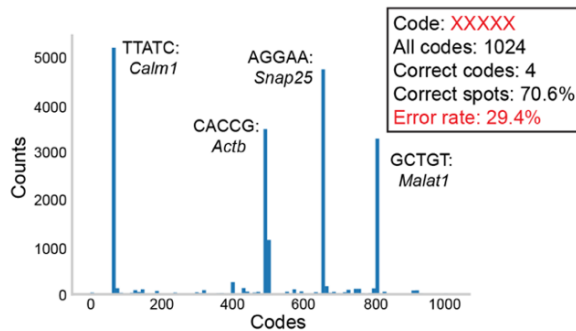 Code: XXXXX
All codes: 1024
Correct codes: 4
Correct spots: 70.6%
Error rate: 29.4%
TTATC:
Calm1
AGGAA:
Snap25
CACCG:
Actb
GCTGT:
Malat1
Counts
5000
4000
3000
2000
1000
0
0 200 400 600 800 1000
Codes